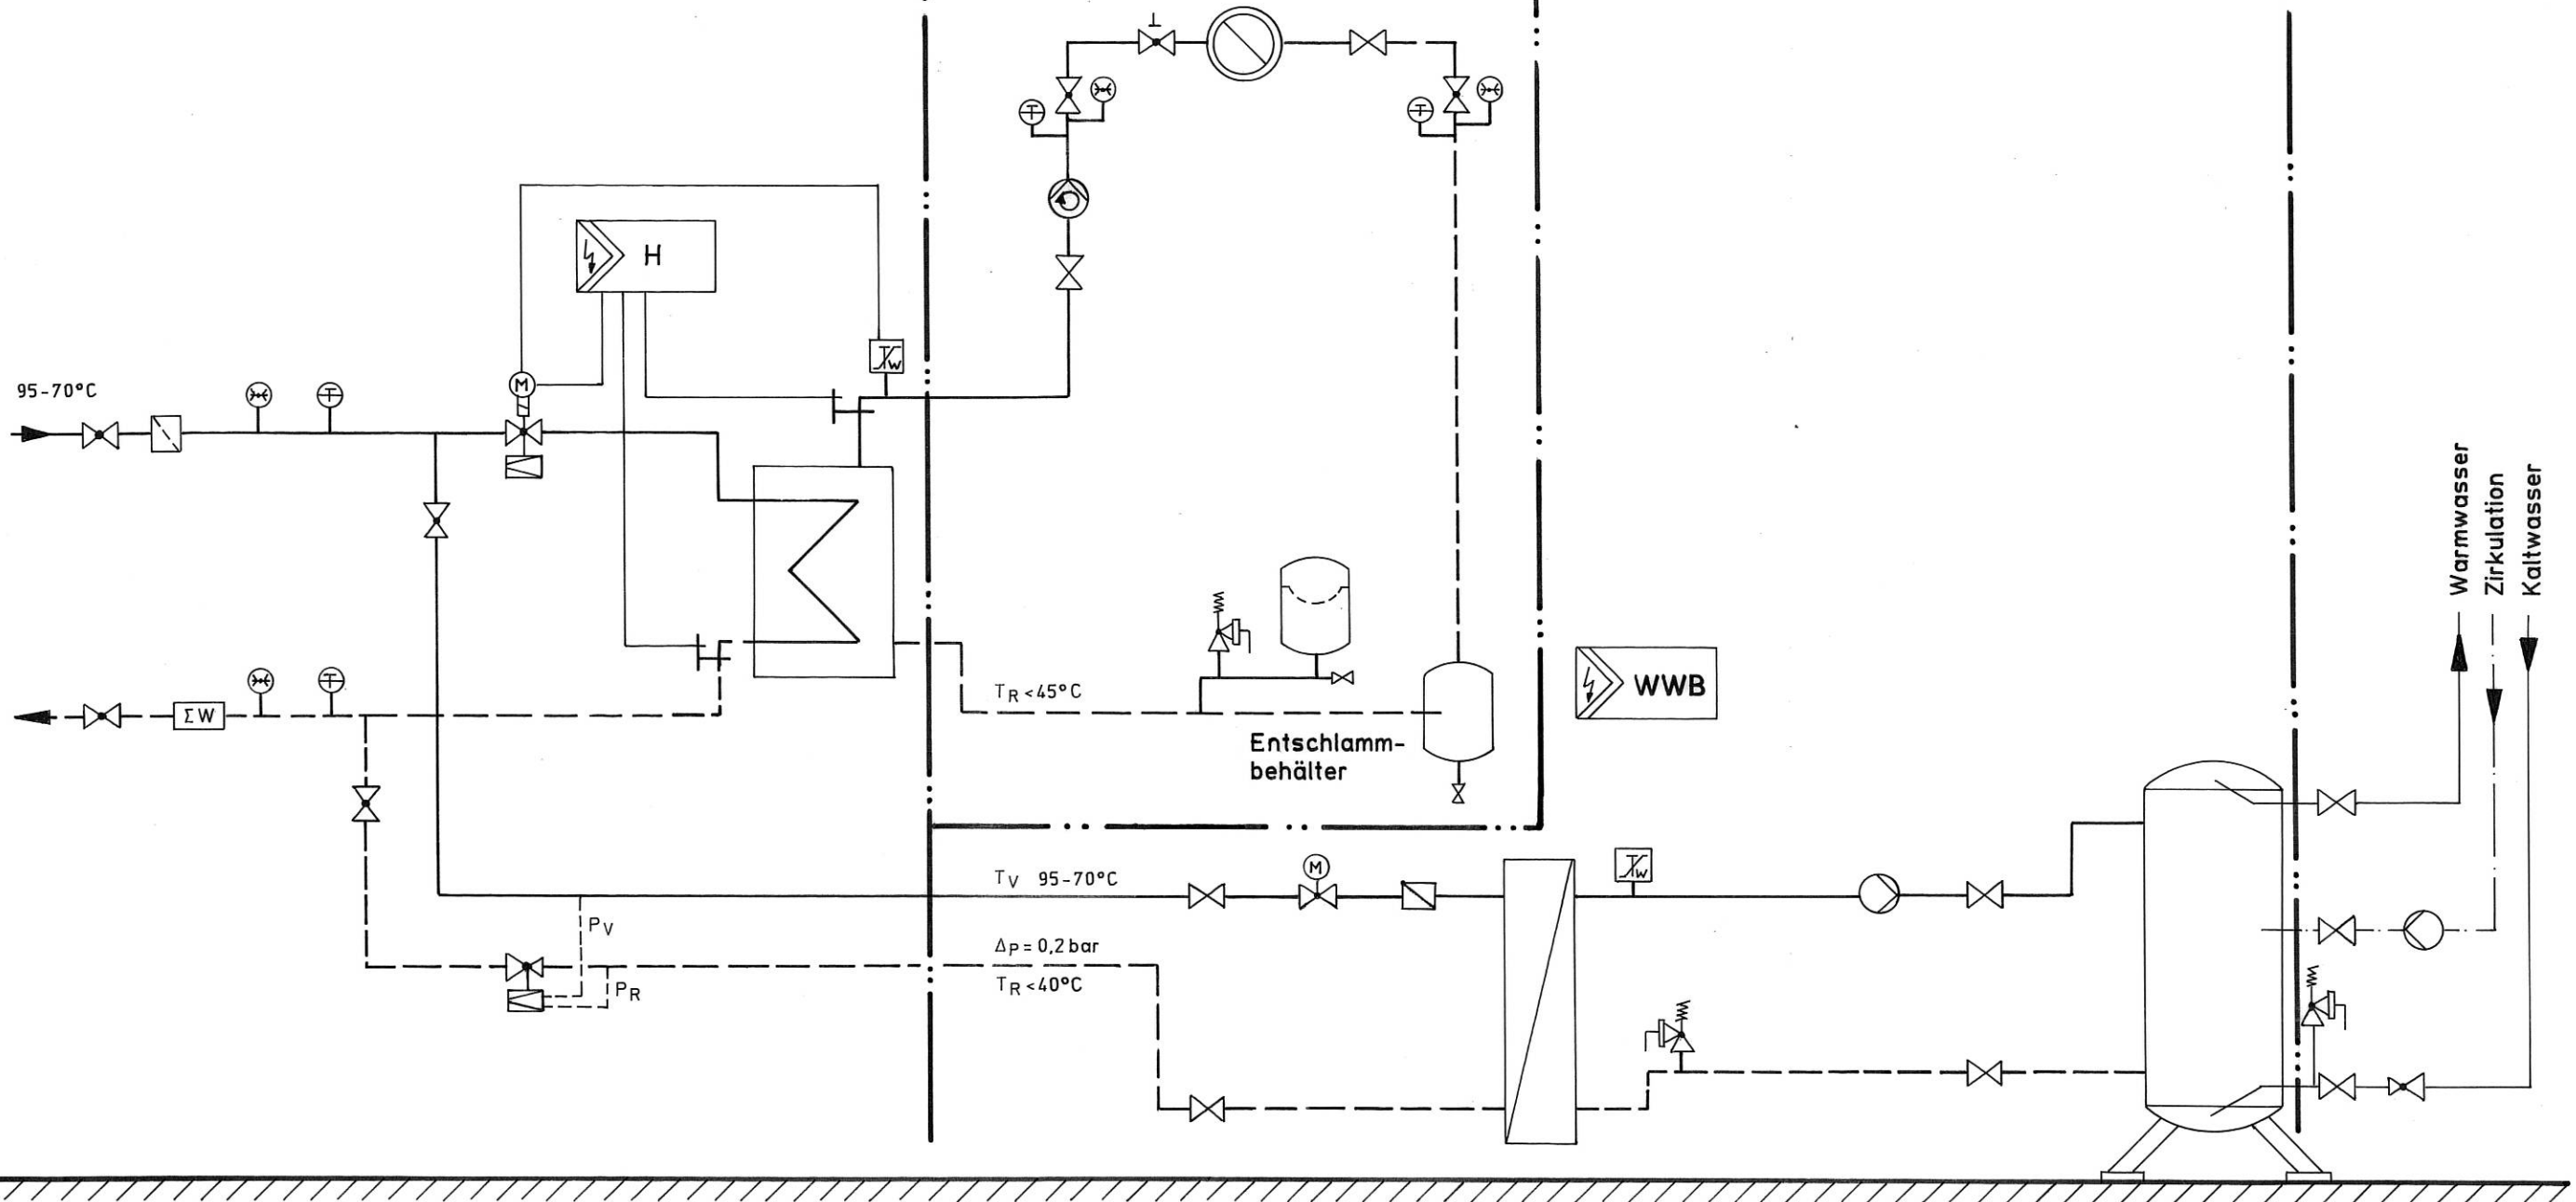 H
T/W
95-70°C
M
T
T
T
T
ΣW
T_R < 45°C
Entschlamm-
behälter
WWB
Warmwasser
Zirkulation
Kaltwasser
T_V 95-70°C
M
T/W
P_V
Δ_P = 0,2 bar
T_R < 40°C
P_R